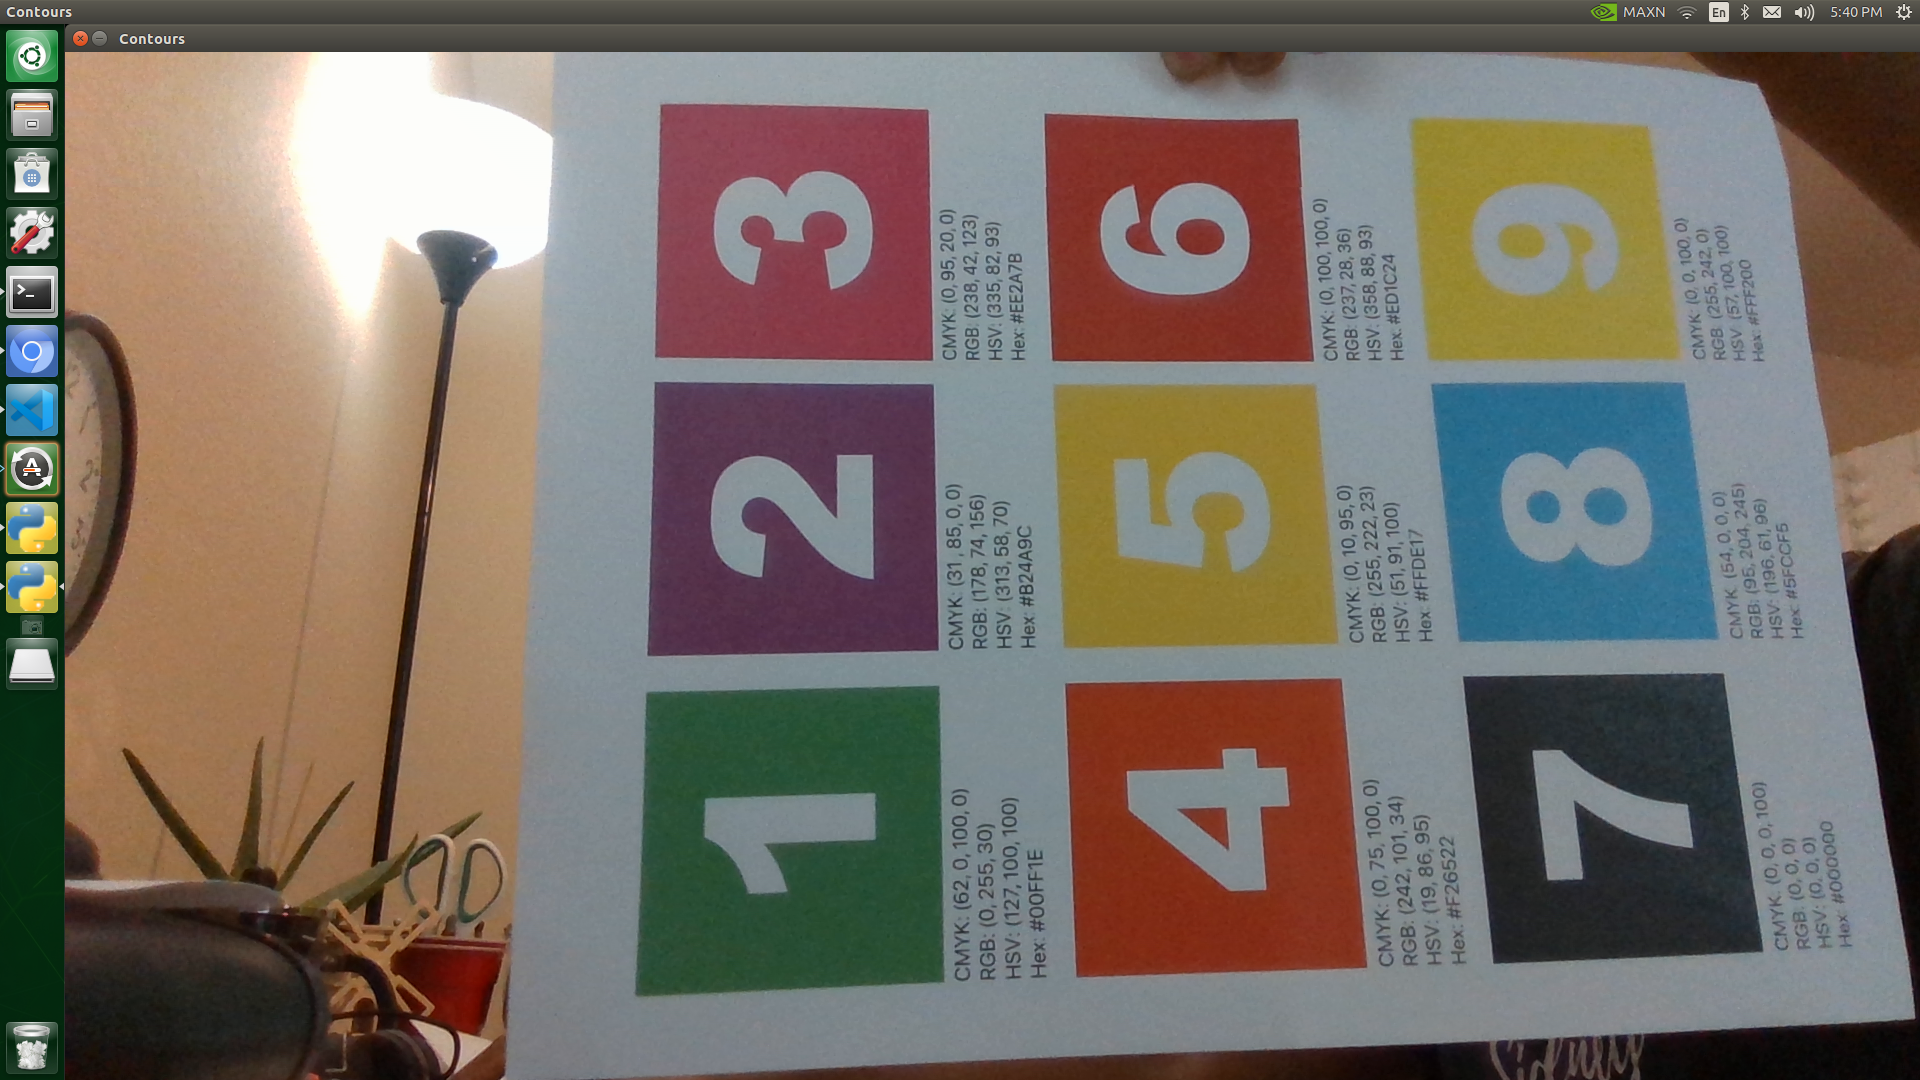 Contours
MAXN
En
5:40 PM
Contours
1
CMYK: (62, 0, 100, 0)
RGB: (0, 255, 30)
HSV: (127, 100, 100)
Hex: #00FF1E
2
CMYK: (31 , 85, 0, 0)
RGB: (178, 74, 156)
HSV: (313, 58, 70)
Hex: #B24A9C
3
CMYK: (0, 95, 20, 0)
RGB: (238, 42, 123)
HSV: (335, 82, 93)
Hex: #EE2A7B
4
CMYK: (0, 75, 100, 0)
RGB: (242, 101, 34)
HSV: (19, 86, 95)
Hex: #F26522
5
CMYK: (0, 10, 95, 0)
RGB: (255, 222, 23)
HSV: (51, 91, 100)
Hex: #FFDE17
6
CMYK: (0, 100, 100, 0)
RGB: (237, 28, 36)
HSV: (358, 88, 93)
Hex: #ED1C24
7
CMYK: (0, 0, 0, 100)
RGB: (0, 0, 0)
HSV: (0, 0, 0)
Hex: #000000
8
CMYK: (54, 0, 0, 0)
RGB: (95, 204, 245)
HSV: (196, 61, 96)
Hex: #5FCCF5
9
CMYK: (0, 0, 100, 0)
RGB: (255, 242, 0)
HSV: (57, 100, 100)
Hex: #FFF200